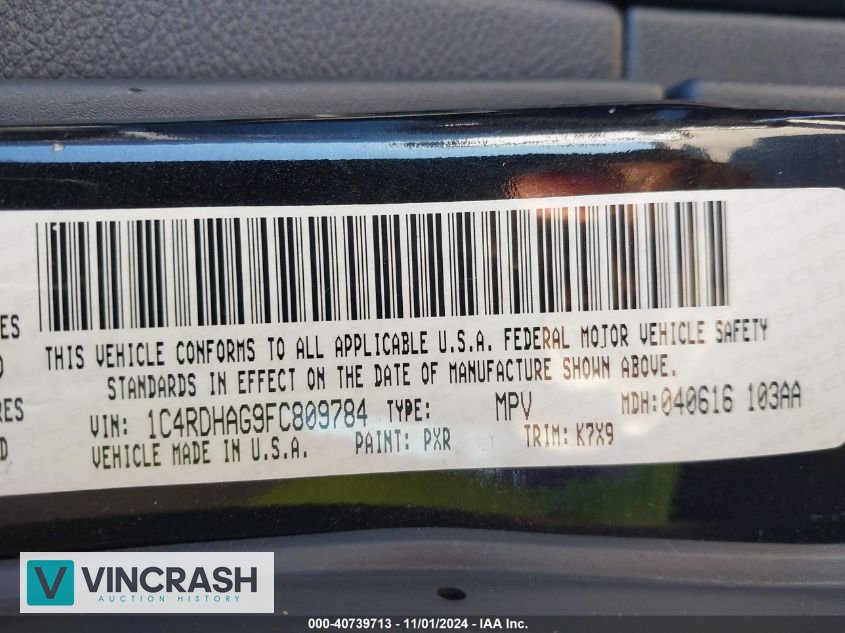 THIS VEHICLE CONFORMS TO ALL APPLICABLE U.S.A. FEDERAL MOTOR VEHICLE SAFETY
STANDARDS IN EFFECT ON THE DATE OF MANUFACTURE SHOWN ABOVE.
VIN: 1C4RDHAG9FC809784 TYPE: MPV MDH:040616 103AA
VEHICLE MADE IN U.S.A. PAINT: PXR TRIM: K7X9
VINCRASH
AUCTION HISTORY
000-40739713 - 11/01/2024 - IAA Inc.